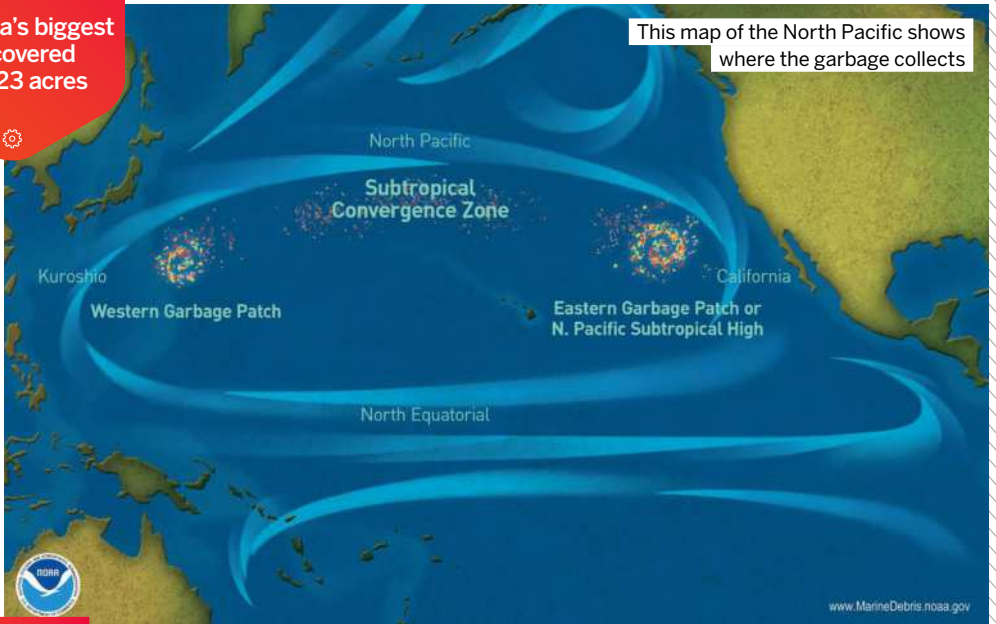 a's biggest
covered
23 acres
This map of the North Pacific shows
where the garbage collects
North Pacific
Subtropical
Convergence Zone
Kuroshio
California
Western Garbage Patch
Eastern Garbage Patch or
N. Pacific Subtropical High
North Equatorial
NOAA
www.MarineDebris.noaa.gov